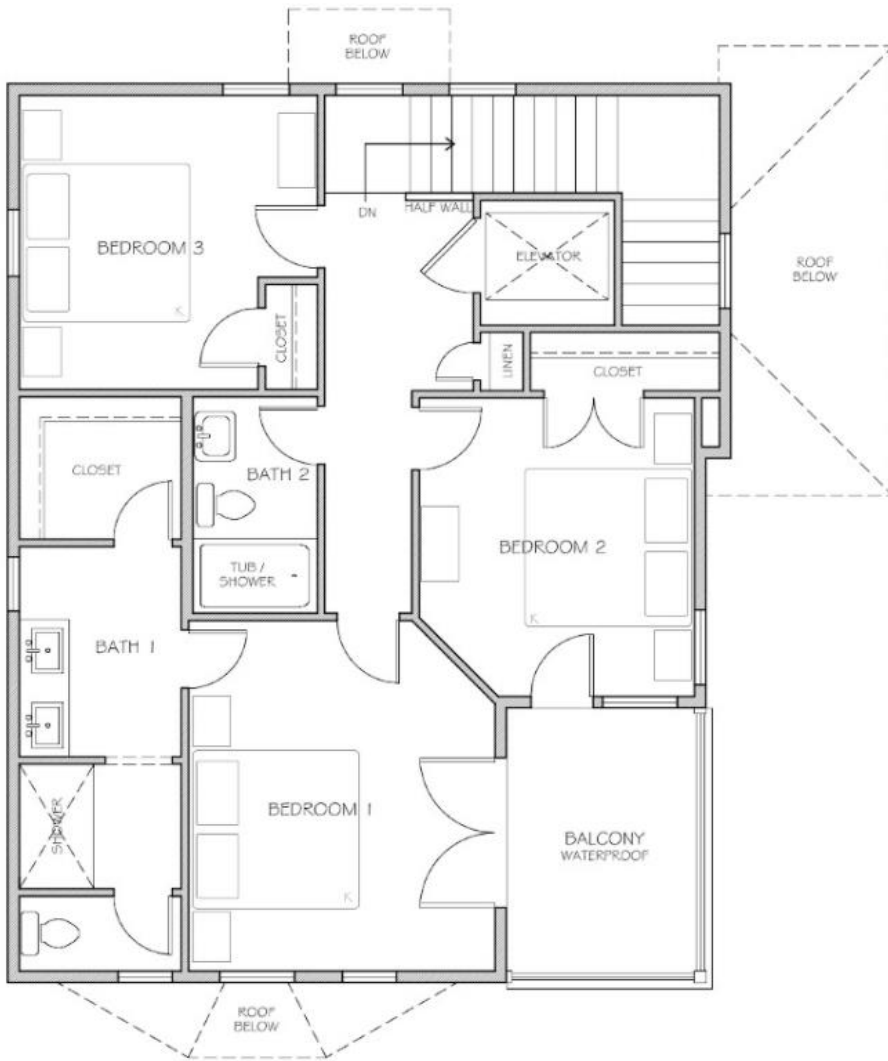 ROOF
BELOW
DN
HALF WALL
BEDROOM 3
ELEVATOR
ROOF
BELOW
K
CLOSET
LINEN
CLOSET
CLOSET
BATH 2
BEDROOM 2
TUB /
SHOWER
K
BATH 1
BEDROOM 1
SHOWER
BALCONY
WATERPROOF
K
ROOF
BELOW